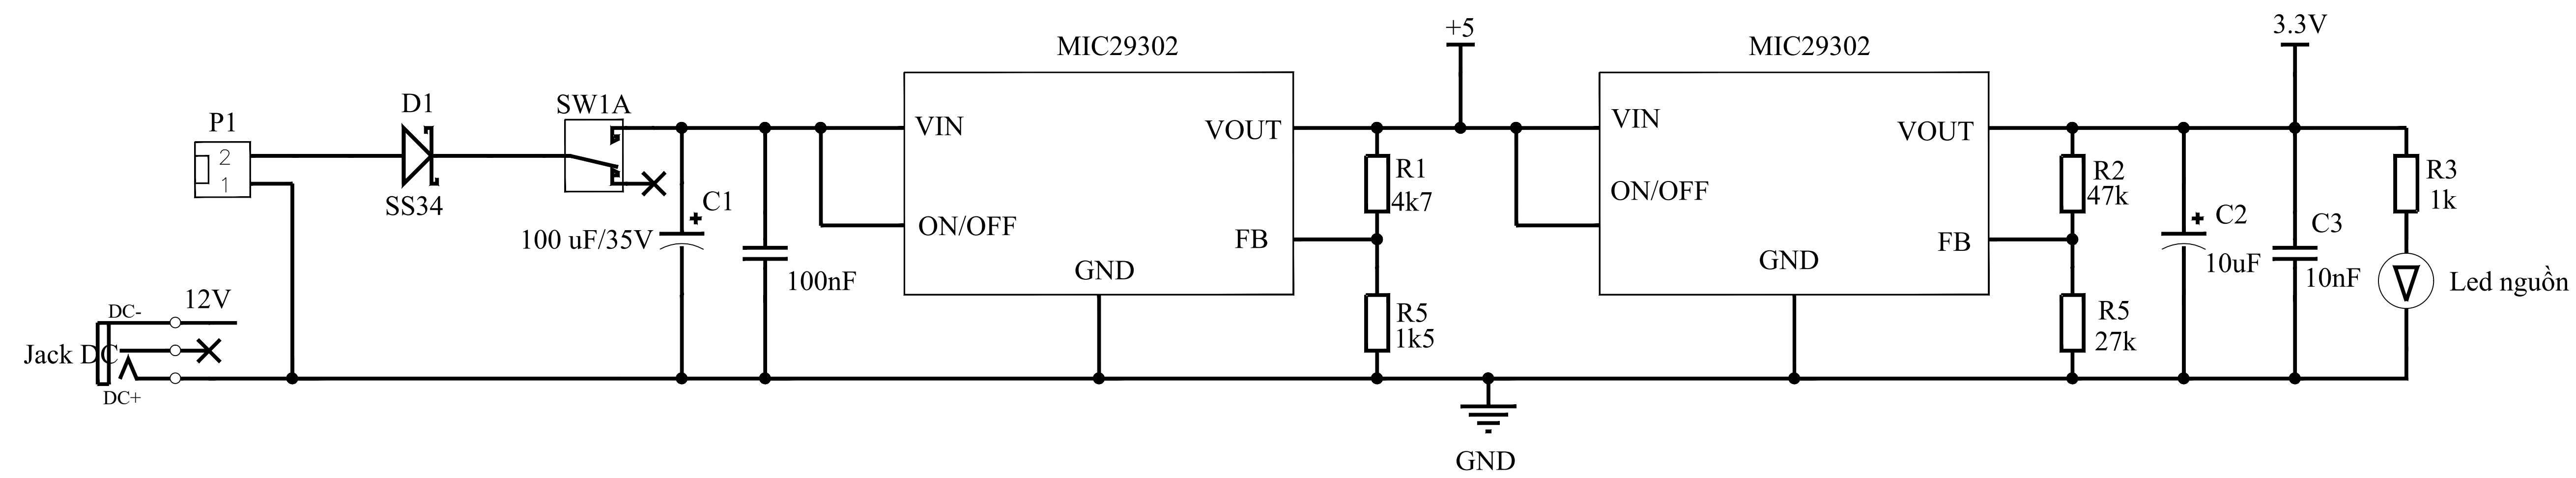 +5
3.3V
MIC29302
MIC29302
D1
SW1A
P1
VIN
VOUT
VIN
VOUT
2
1
R1
4k7
R2
47k
R3
1k
ON/OFF
SS34
C1
100 uF/35V
ON/OFF
FB
C2
10uF
C3
10nF
FB
GND
GND
100nF
Led nguồn
12V
DC-
R5
1k5
R5
27k
Jack DC
DC+
GND